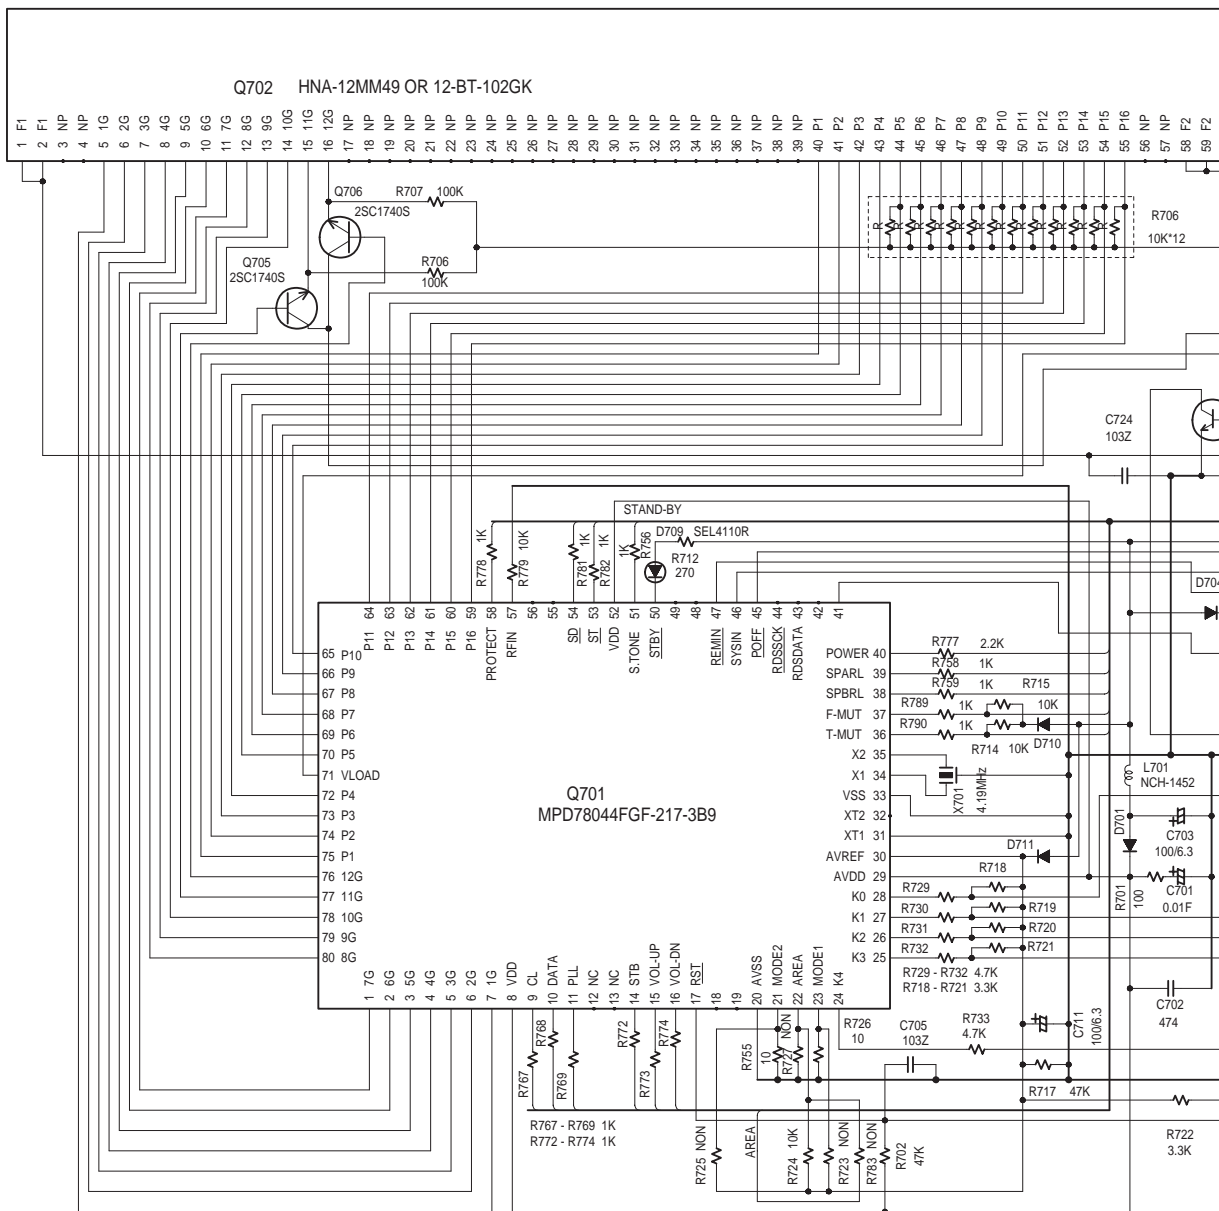 Q702 HNA-12MM49 OR 12-BT-102GK
F1 F1 NP NP 1G 2G 3G 4G 5G 6G 7G 8G 9G 10G 11G 12G NP NP NP NP NP NP NP NP NP NP NP NP NP NP NP NP NP NP NP NP NP NP NP P1 P2 P3 P4 P5 P6 P7 P8 P9 P10 P11 P12 P13 P14 P15 P16 NP NP F2 F2
1 2 3 4 5 6 7 8 9 10 11 12 13 14 15 16 17 18 19 20 21 22 23 24 25 26 27 28 29 30 31 32 33 34 35 36 37 38 39 40 41 42 43 44 45 46 47 48 49 50 51 52 53 54 55 56 57 58 59
Q706 R707 100K
2SC1740S
R R R R R R R R R R R R
R706
10K*12
Q705
2SC1740S
R706
100K
C724
103Z
STAND-BY
D709 SEL4110R
R778 1K
R779 10K
R781 1K
R782 1K
1K R756
R712
270
D704
64 63 62 61 60 59 58 57 56 55 54 53 52 51 50 49 48 47 46 45 44 43 42 41
P11 P12 P13 P14 P15 P16 PROTECT RFIN SD ST VDD S.TONE STBY REMIN SYSIN POFF RDSSCK RDSDATA
65 P10
66 P9
67 P8
68 P7
69 P6
70 P5
71 VLOAD
72 P4
73 P3
74 P2
75 P1
76 12G
77 11G
78 10G
79 9G
80 8G
Q701
MPD78044FGF-217-3B9
POWER 40
SPARL 39
SPBRL 38
F-MUT 37
T-MUT 36
X2 35
X1 34
VSS 33
XT2 32
XT1 31
AVREF 30
AVDD 29
K0 28
K1 27
K2 26
K3 25
R777 2.2K
R758 1K
R759 1K R715
R789 1K 10K
R790 1K
R714 10K D710
X701
4.19MHz
L701
NCH-1452
D701
C703
100/6.3
D711
R718
R701
100
C701
0.01F
R729
R730 R719
R731 R720
R732 R721
R729 - R732 4.7K
R718 - R721 3.3K
7G 6G 5G 4G 3G 2G 1G VDD CL DATA PLL NC NC STB VOL-UP VOL-DN RST AVSS MODE2 AREA MODE1 K4
1 2 3 4 5 6 7 8 9 10 11 12 13 14 15 16 17 18 19 20 21 22 23 24
C702
474
R767
R768
R769
R772
R773
R774
R755
10
R727 NON
R726
10
C705
103Z
R733
4.7K
C711
100/6.3
R717 47K
R767 - R769 1K
R772 - R774 1K
R725 NON
AREA
R724 10K
R723 NON
R783 NON
R702
47K
R722
3.3K